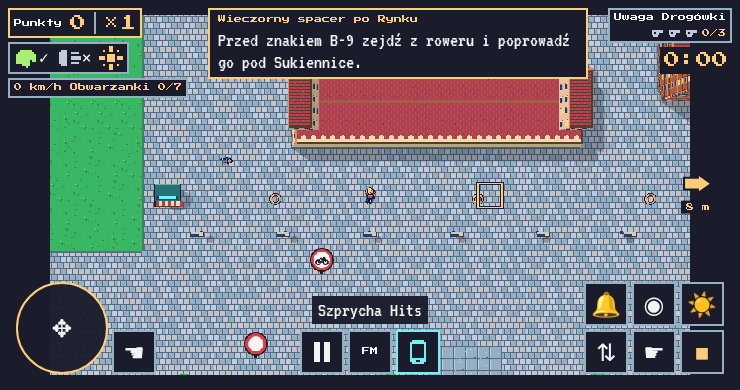 Punkty 0 × 1
Wieczorny spacer po Rynku
Przed znakiem B-9 zejdź z roweru i poprowadź
go pod Sukiennice.
Uwaga Drogówki
0/3
0:00
0 km/h Obwarzanki 0/7
8 m
Szprycha Hits
FM